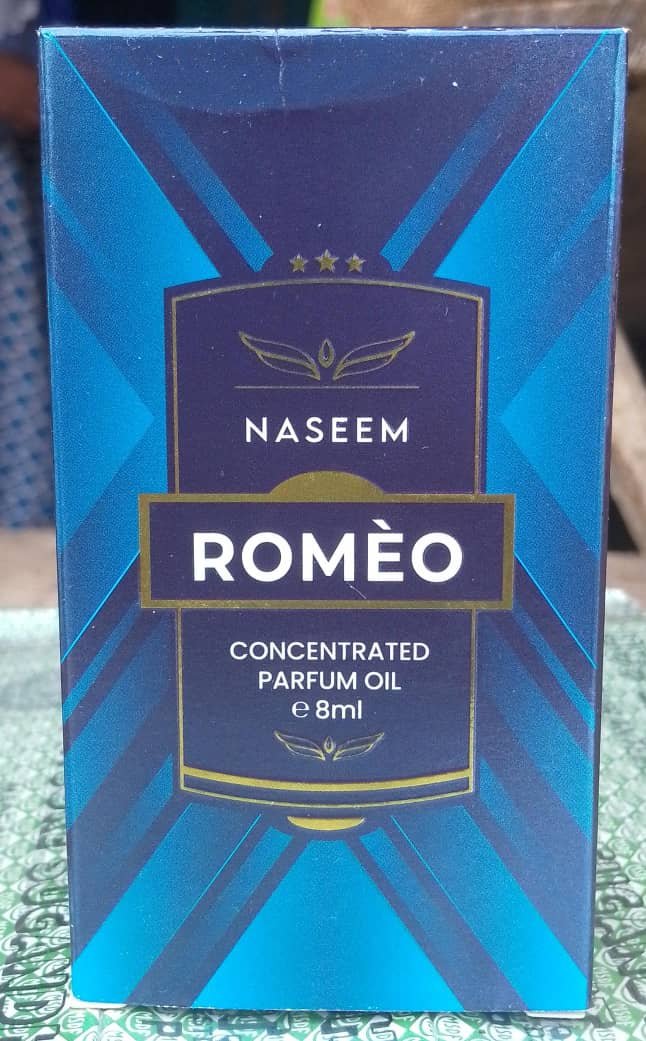 NASEEM
ROMÈO
CONCENTRATED
PARFUM OIL
℮ 8ml